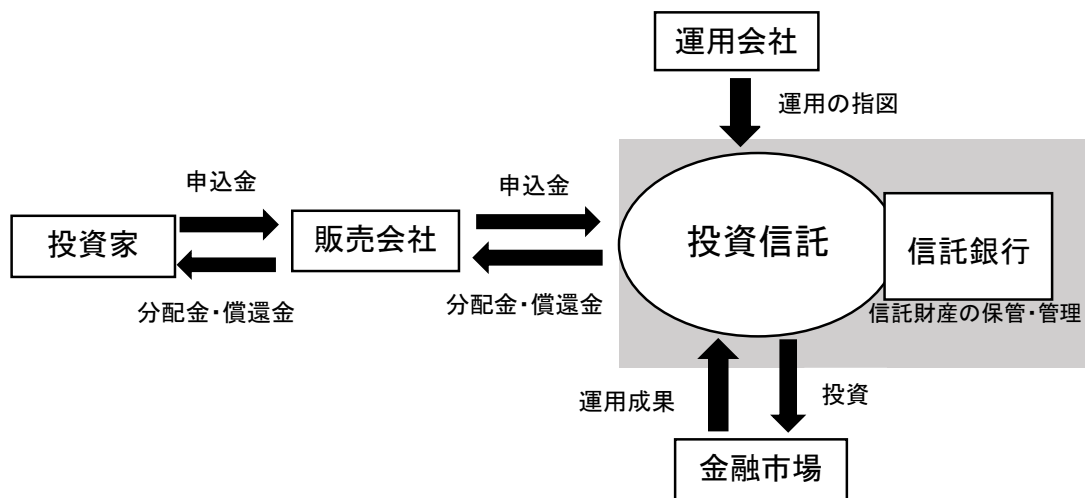 運用会社
運用の指図
申込金
申込金
投資家
販売会社
投資信託
信託銀行
分配金・償還金
分配金・償還金
信託財産の保管・管理
運用成果
投資
金融市場